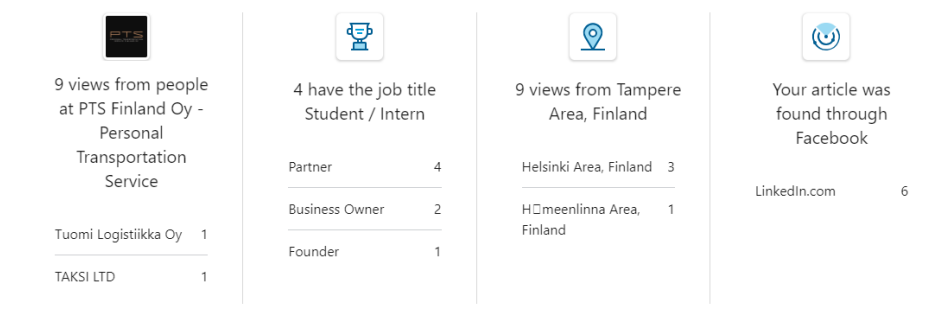 PTS
9 views from people
at PTS Finland Oy -
Personal
Transportation
Service
Tuomi Logistiikka Oy 1
TAKSI LTD 1
4 have the job title
Student / Intern
Partner 4
Business Owner 2
Founder 1
9 views from Tampere
Area, Finland
Helsinki Area, Finland 3
H□meenlinna Area, 1
Finland
Your article was
found through
Facebook
LinkedIn.com 6